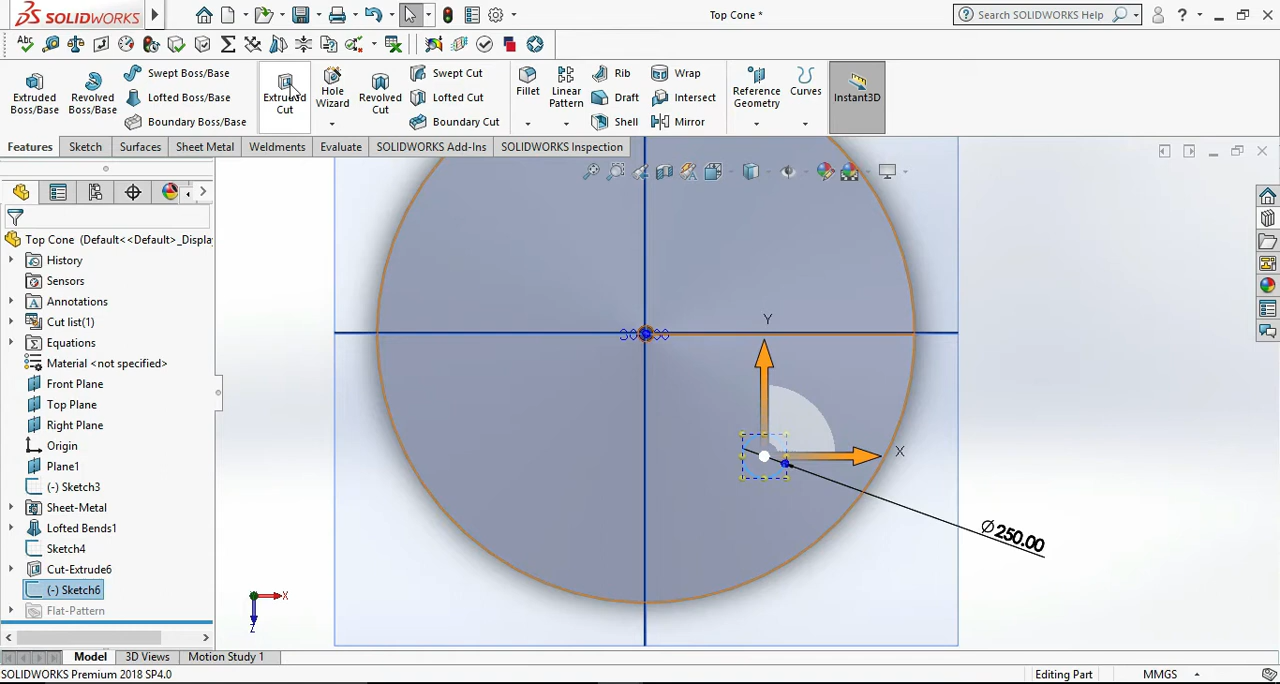 SOLIDWORKS
Top Cone *
Search SOLIDWORKS Help
?
Abc
Extruded Boss/Base
Revolved Boss/Base
Swept Boss/Base
Lofted Boss/Base
Boundary Boss/Base
Extruded Cut
Hole Wizard
Revolved Cut
Swept Cut
Lofted Cut
Boundary Cut
Fillet
Linear Pattern
Rib
Draft
Shell
Wrap
Intersect
Mirror
Reference Geometry
Curves
Instant3D
Features
Sketch
Surfaces
Sheet Metal
Weldments
Evaluate
SOLIDWORKS Add-Ins
SOLIDWORKS Inspection
Top Cone (Default<<Default>_Displa
History
Sensors
Annotations
Cut list(1)
Equations
Material <not specified>
Front Plane
Top Plane
Right Plane
Origin
Plane1
(-) Sketch3
Sheet-Metal
Lofted Bends1
Sketch4
Cut-Extrude6
(-) Sketch6
Flat-Pattern
Y
X
Ø250.00
X
Z
Model
3D Views
Motion Study 1
SOLIDWORKS Premium 2018 SP4.0
Editing Part
MMGS